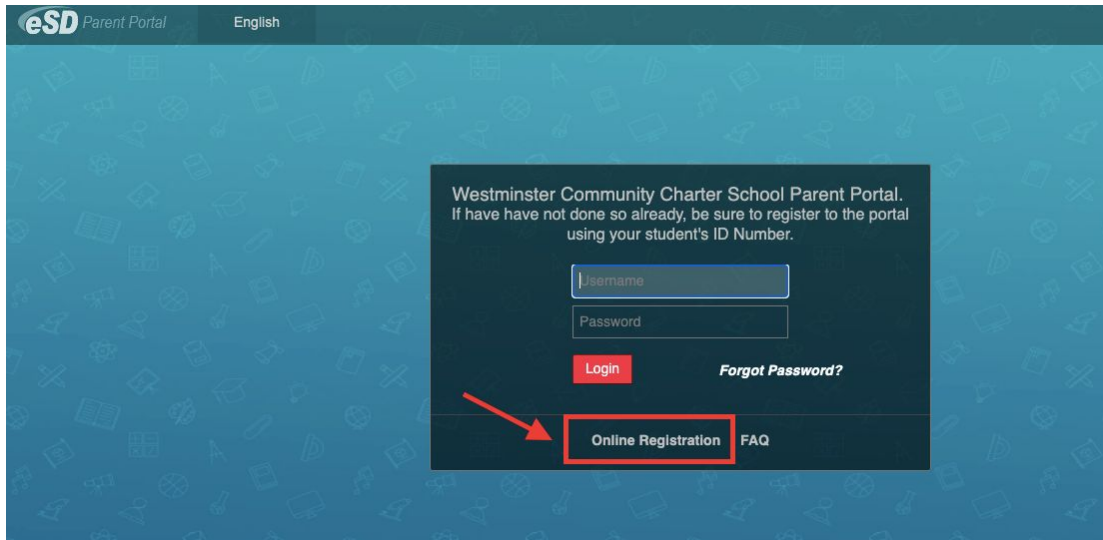 eSD Parent Portal English
Westminster Community Charter School Parent Portal.
If have have not done so already, be sure to register to the portal
using your student's ID Number.
Username
Password
Login Forgot Password?
Online Registration FAQ